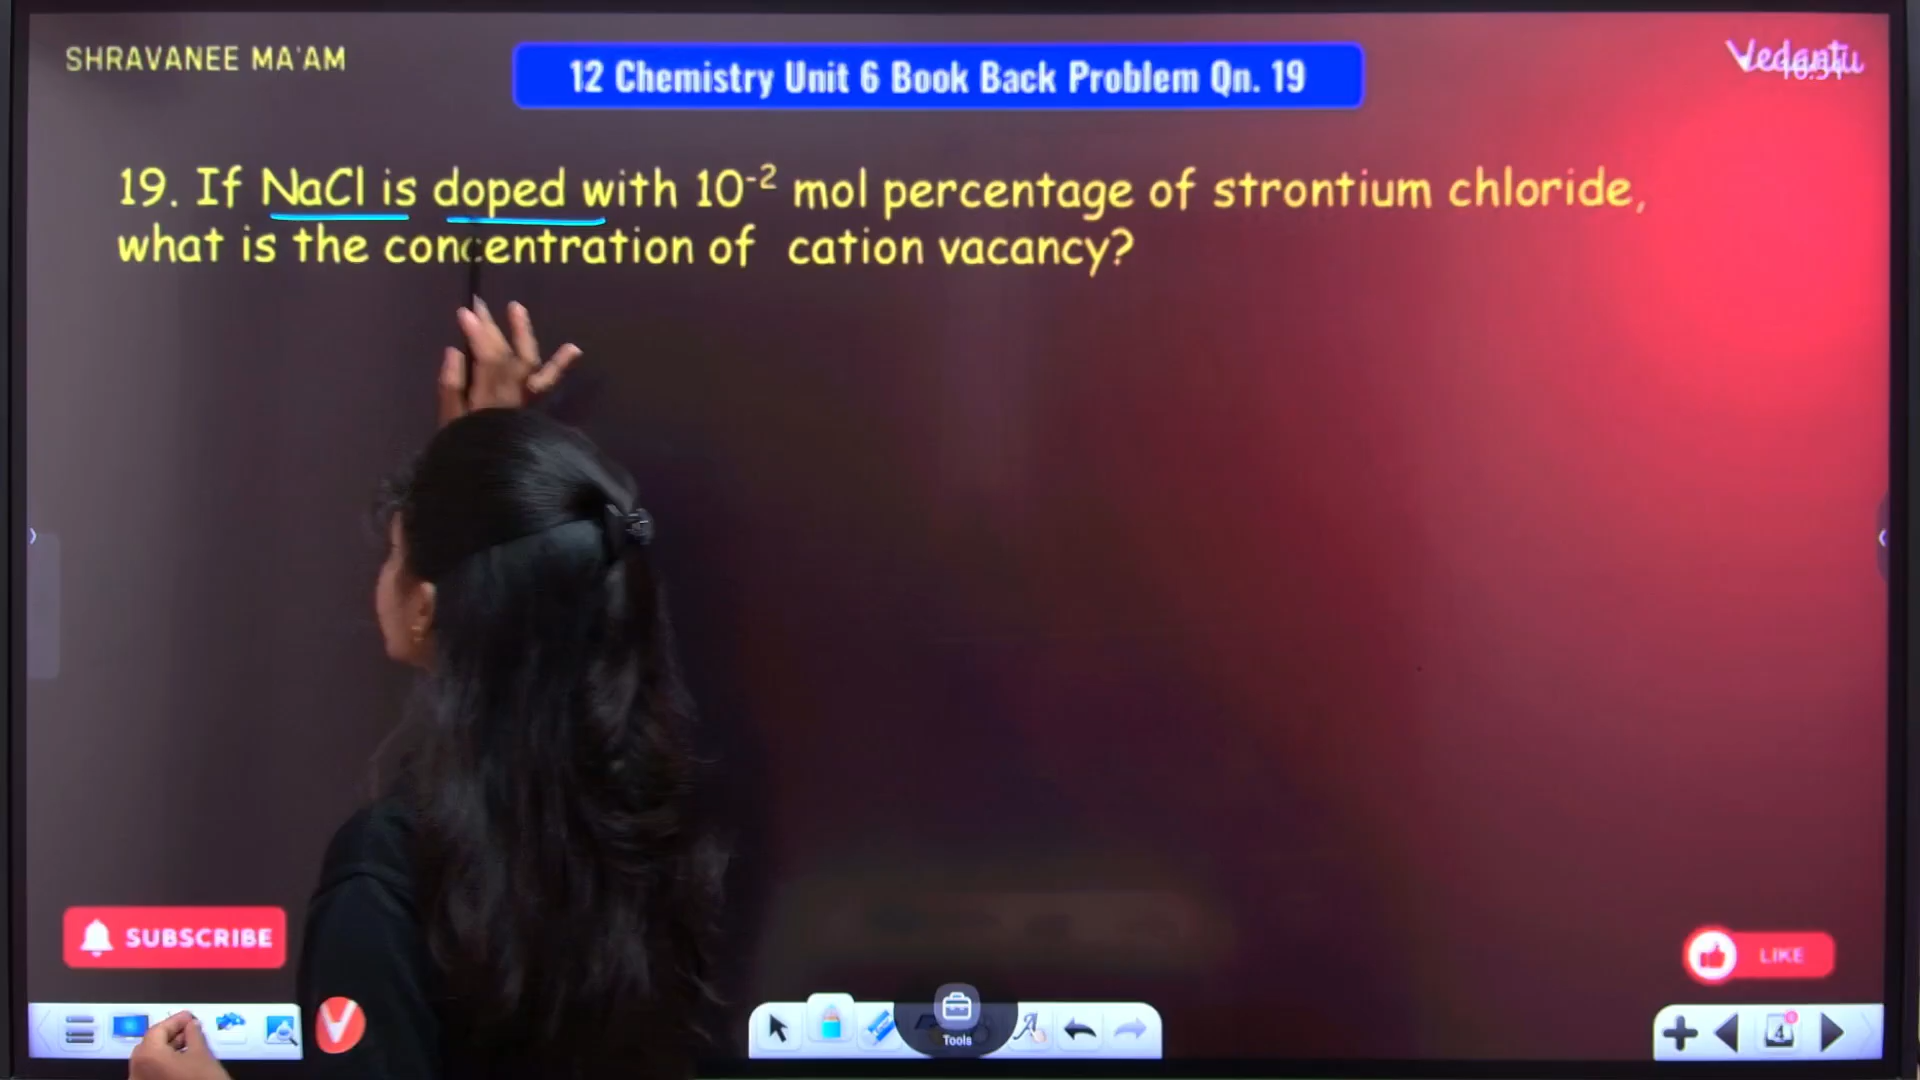 SHRAVANEE MA'AM
12 Chemistry Unit 6 Book Back Problem Qn. 19
Vedantu
19. If NaCl is doped with 10⁻² mol percentage of strontium chloride,
what is the concentration of cation vacancy?
SUBSCRIBE
LIKE
Tools
4